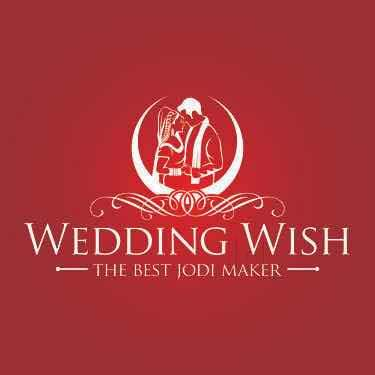 WEDDING WISH
THE BEST JODI MAKER